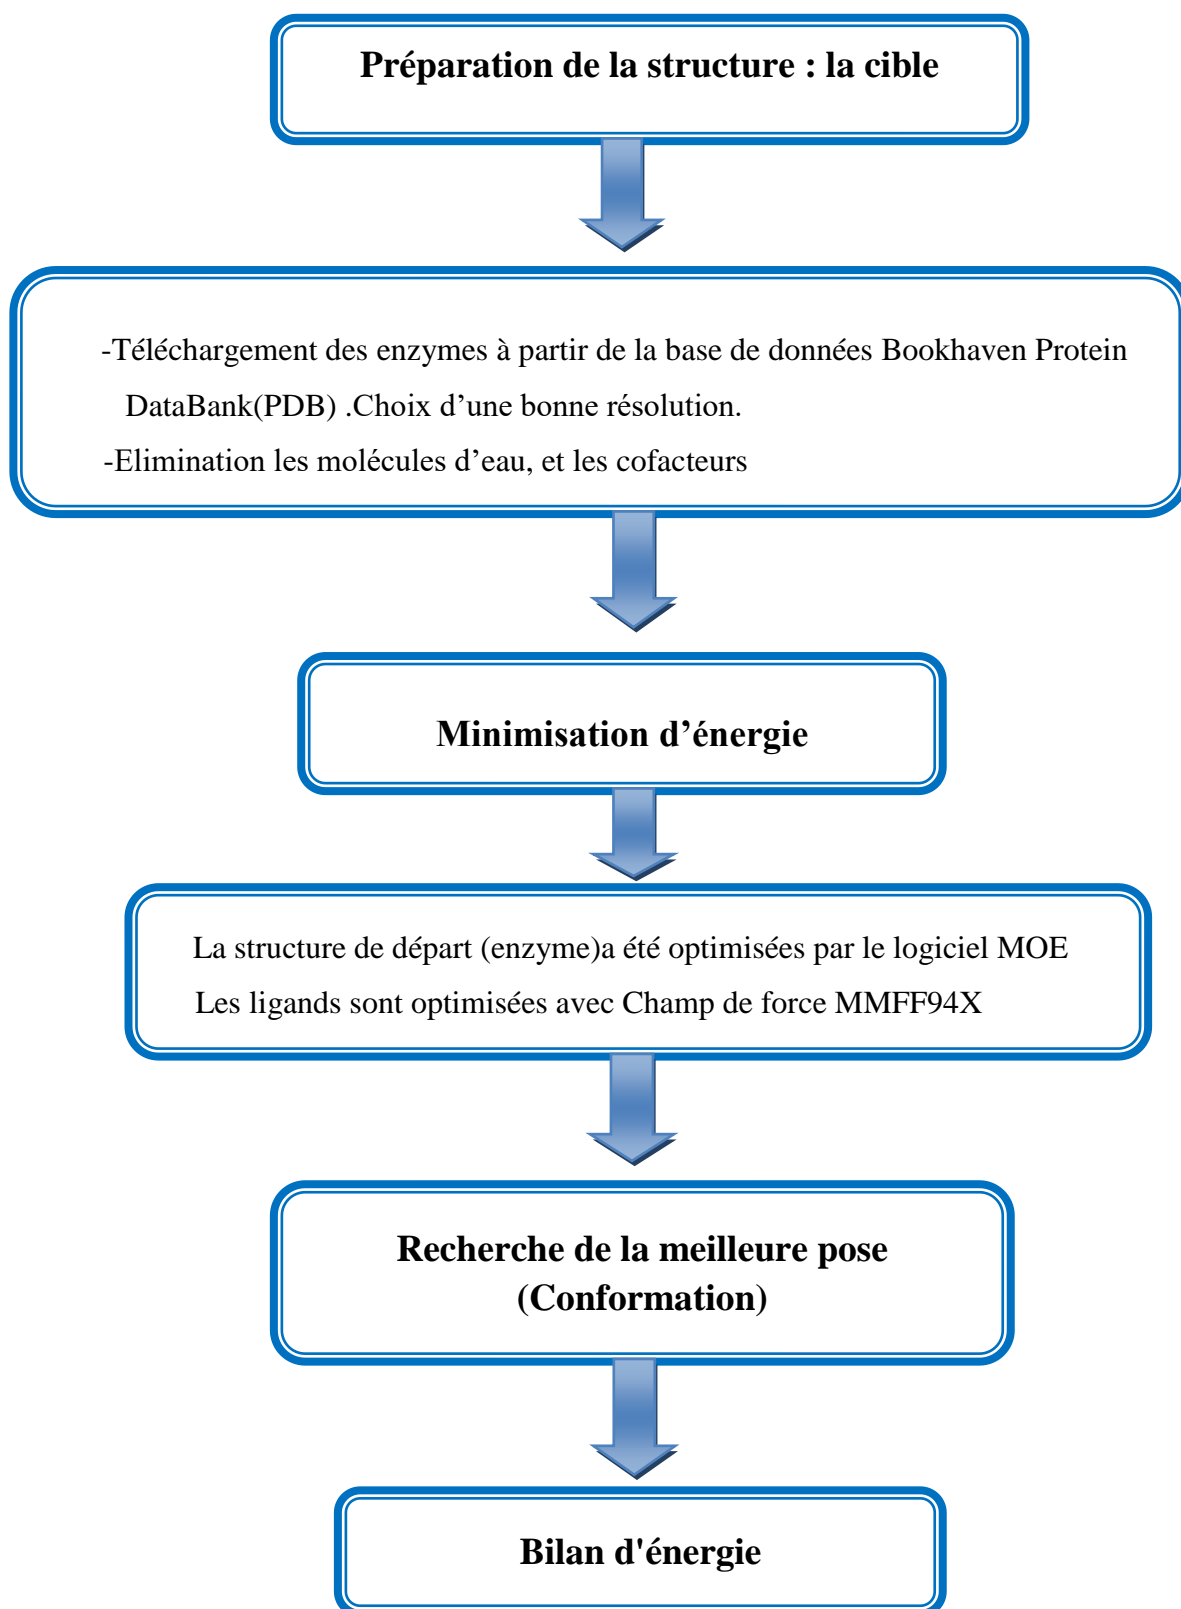 Préparation de la structure : la cible
-Téléchargement des enzymes à partir de la base de données Bookhaven Protein
DataBank(PDB) .Choix d’une bonne résolution.
-Elimination les molécules d’eau, et les cofacteurs
Minimisation d’énergie
La structure de départ (enzyme)a été optimisées par le logiciel MOE
Les ligands sont optimisées avec Champ de force MMFF94X
Recherche de la meilleure pose
(Conformation)
Bilan d'énergie